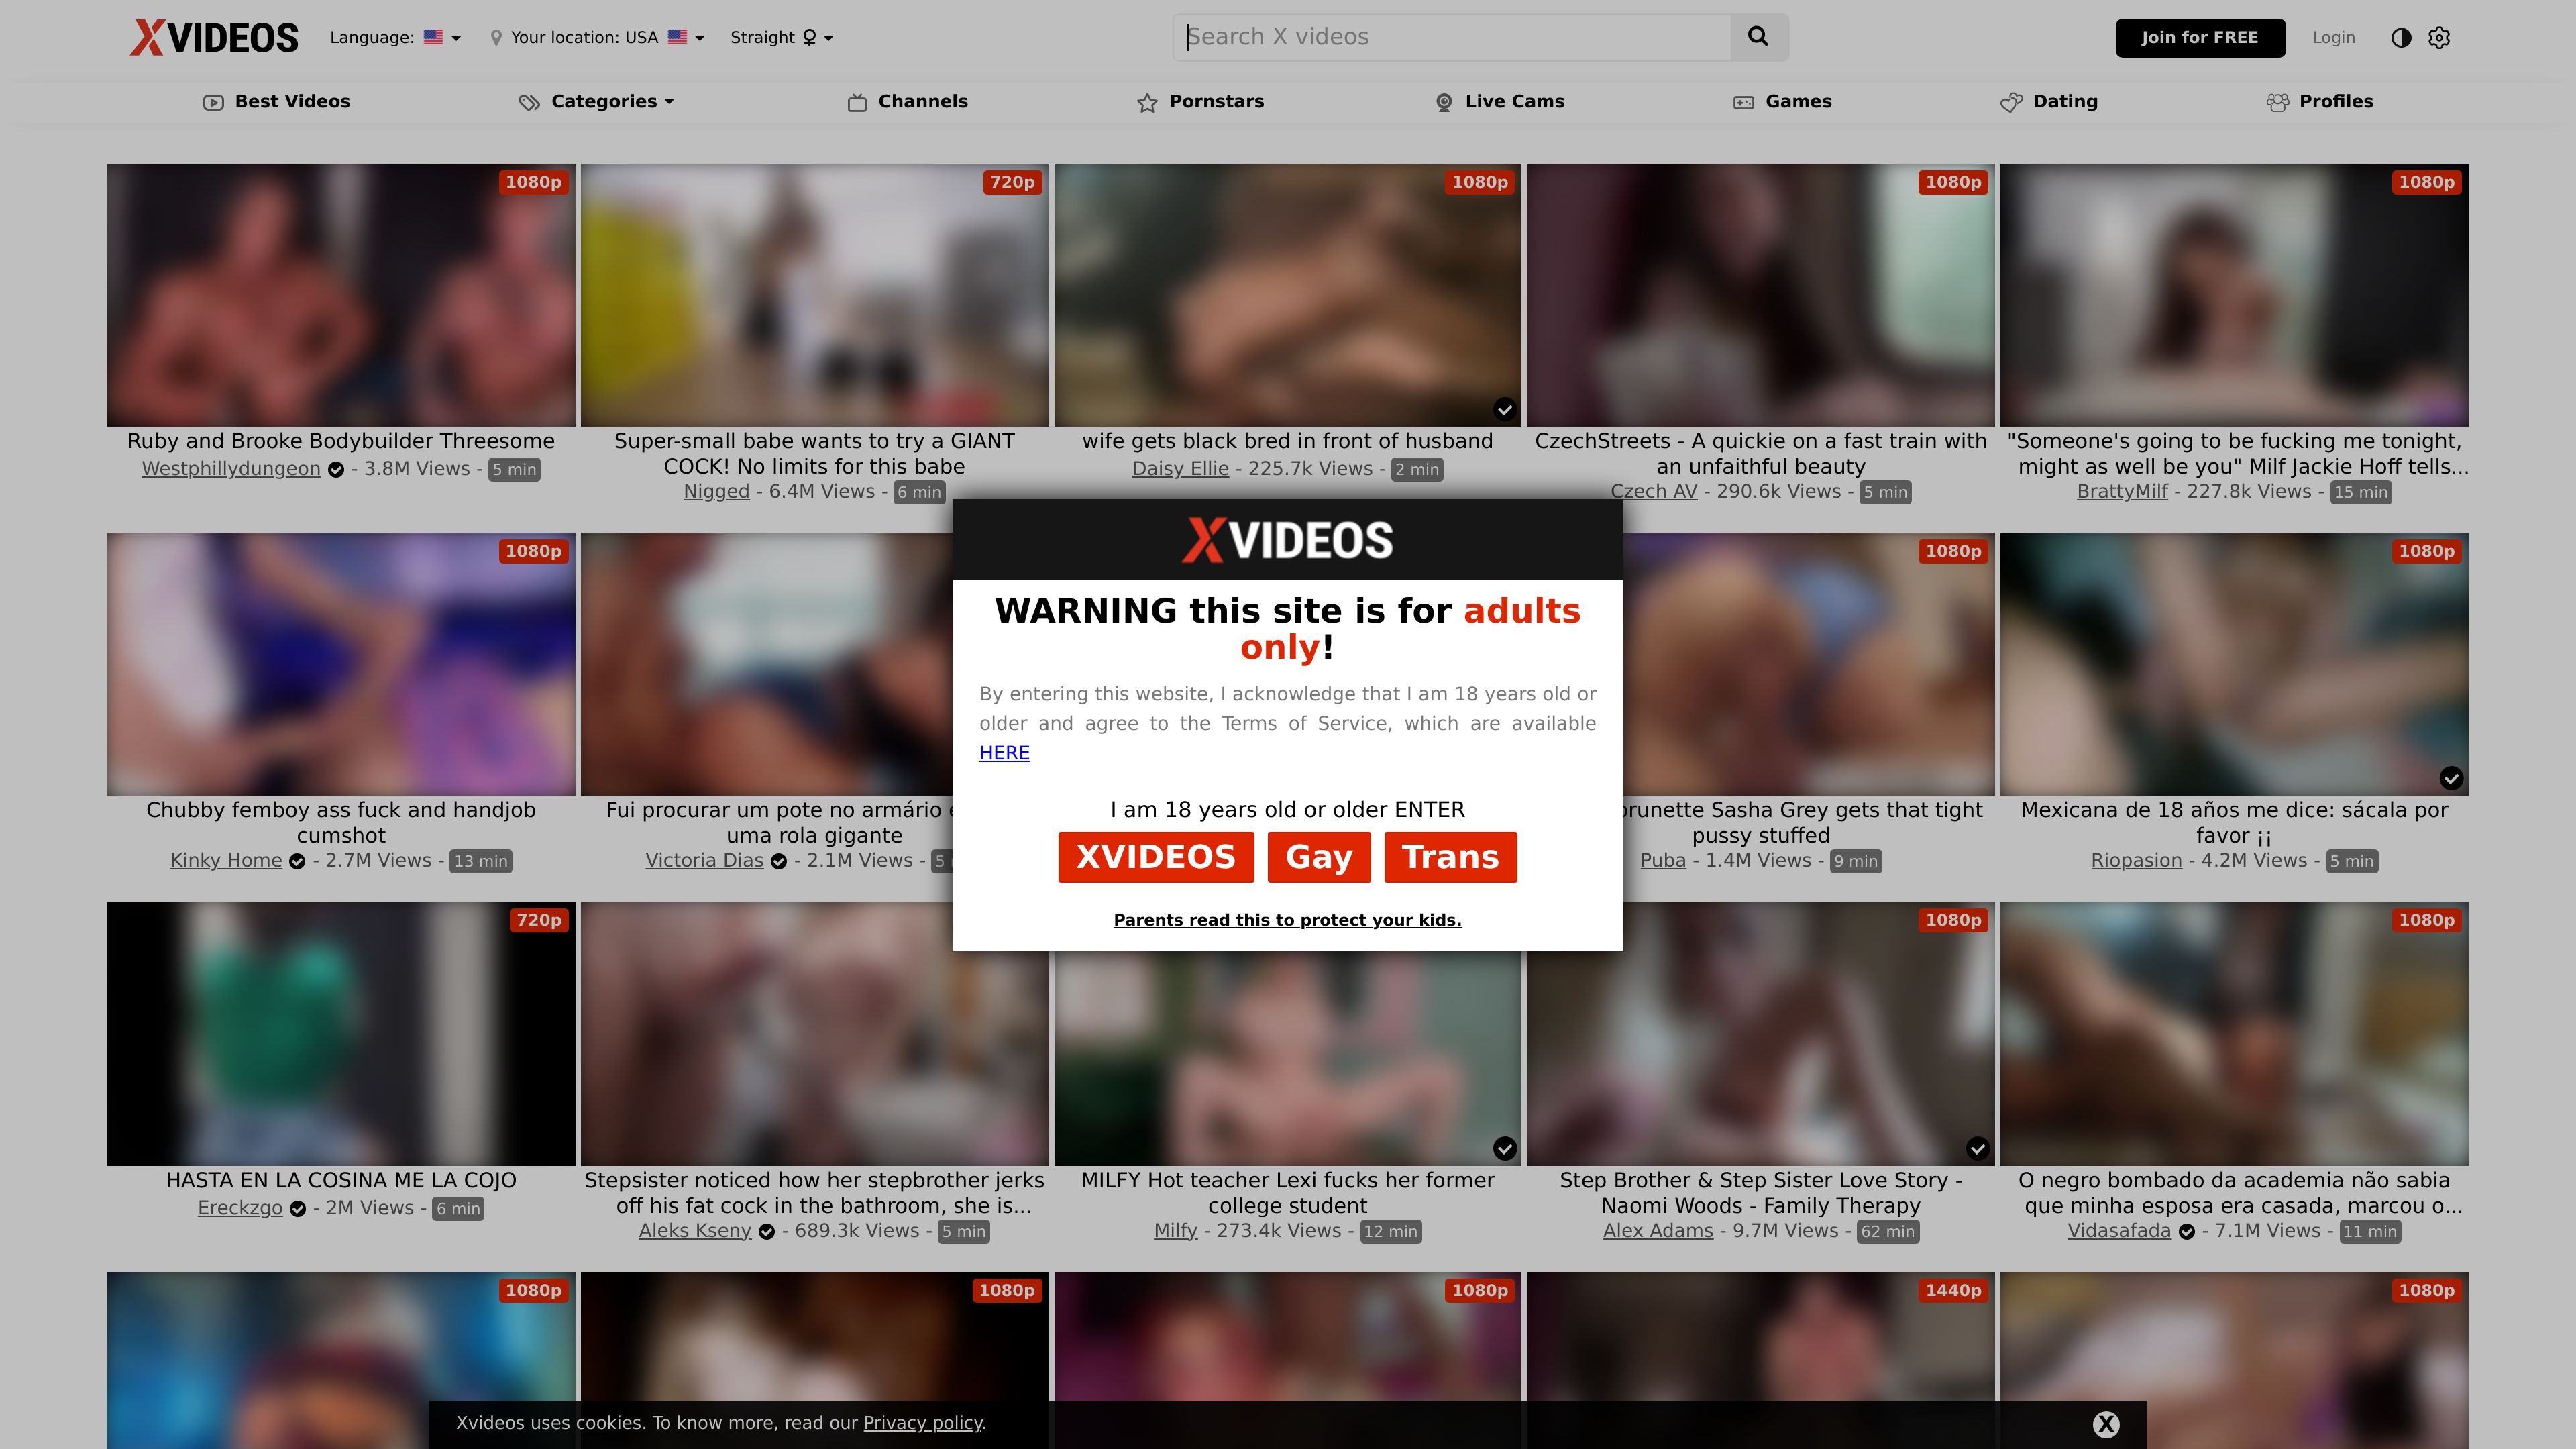 XVIDEOS
Language:
Your location: USA
Straight
Search X videos
Join for FREE
Login
Best Videos
Categories
Channels
Pornstars
Live Cams
Games
Dating
Profiles
1080p
720p
1080p
1080p
1080p
Ruby and Brooke Bodybuilder Threesome
Westphillydungeon - 3.8M Views - 5 min
Super-small babe wants to try a GIANT
COCK! No limits for this babe
Nigged - 6.4M Views - 6 min
wife gets black bred in front of husband
Daisy Ellie - 225.7k Views - 2 min
CzechStreets - A quickie on a fast train with
an unfaithful beauty
Czech AV - 290.6k Views - 5 min
"Someone's going to be fucking me tonight,
might as well be you" Milf Jackie Hoff tells...
BrattyMilf - 227.8k Views - 15 min
XVIDEOS
WARNING this site is for adults
only!
By entering this website, I acknowledge that I am 18 years old or
older and agree to the Terms of Service, which are available
HERE
I am 18 years old or older ENTER
XVIDEOS
Gay
Trans
Parents read this to protect your kids.
1080p
1080p
1080p
Chubby femboy ass fuck and handjob
cumshot
Kinky Home - 2.7M Views - 13 min
Fui procurar um pote no armário
uma rola gigante
Victoria Dias - 2.1M Views - 5
brunette Sasha Grey gets that tight
pussy stuffed
Puba - 1.4M Views - 9 min
Mexicana de 18 años me dice: sácala por
favor ¡¡
Riopasion - 4.2M Views - 5 min
720p
1080p
1080p
HASTA EN LA COSINA ME LA COJO
Ereckzgo - 2M Views - 6 min
Stepsister noticed how her stepbrother jerks
off his fat cock in the bathroom, she is...
Aleks Kseny - 689.3k Views - 5 min
MILFY Hot teacher Lexi fucks her former
college student
Milfy - 273.4k Views - 12 min
Step Brother & Step Sister Love Story -
Naomi Woods - Family Therapy
Alex Adams - 9.7M Views - 62 min
O negro bombado da academia não sabia
que minha esposa era casada, marcou o...
Vidasafada - 7.1M Views - 11 min
1080p
1080p
1080p
1440p
1080p
Xvideos uses cookies. To know more, read our Privacy policy.
X